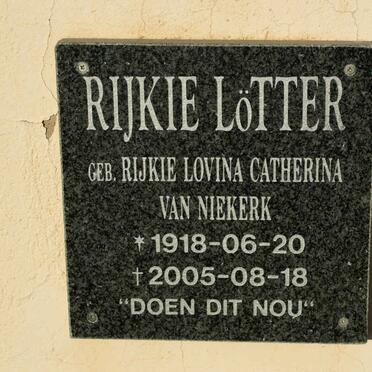 RIJKIE LöTTER
GEB. RIJKIE LOVINA CATHERINA
VAN NIEKERK
* 1918-06-20
† 2005-08-18
"DOEN DIT NOU"